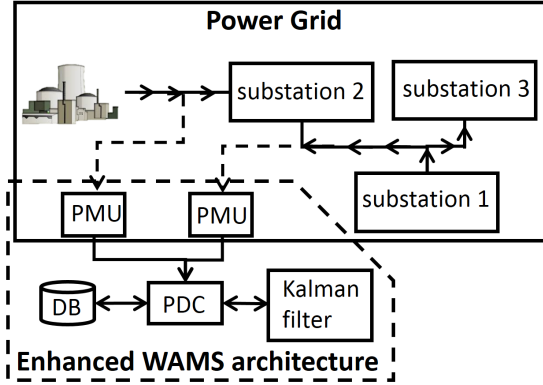 Power Grid
substation 2
substation 3
substation 1
PMU
PMU
DB
PDC
Kalman
filter
Enhanced WAMS architecture